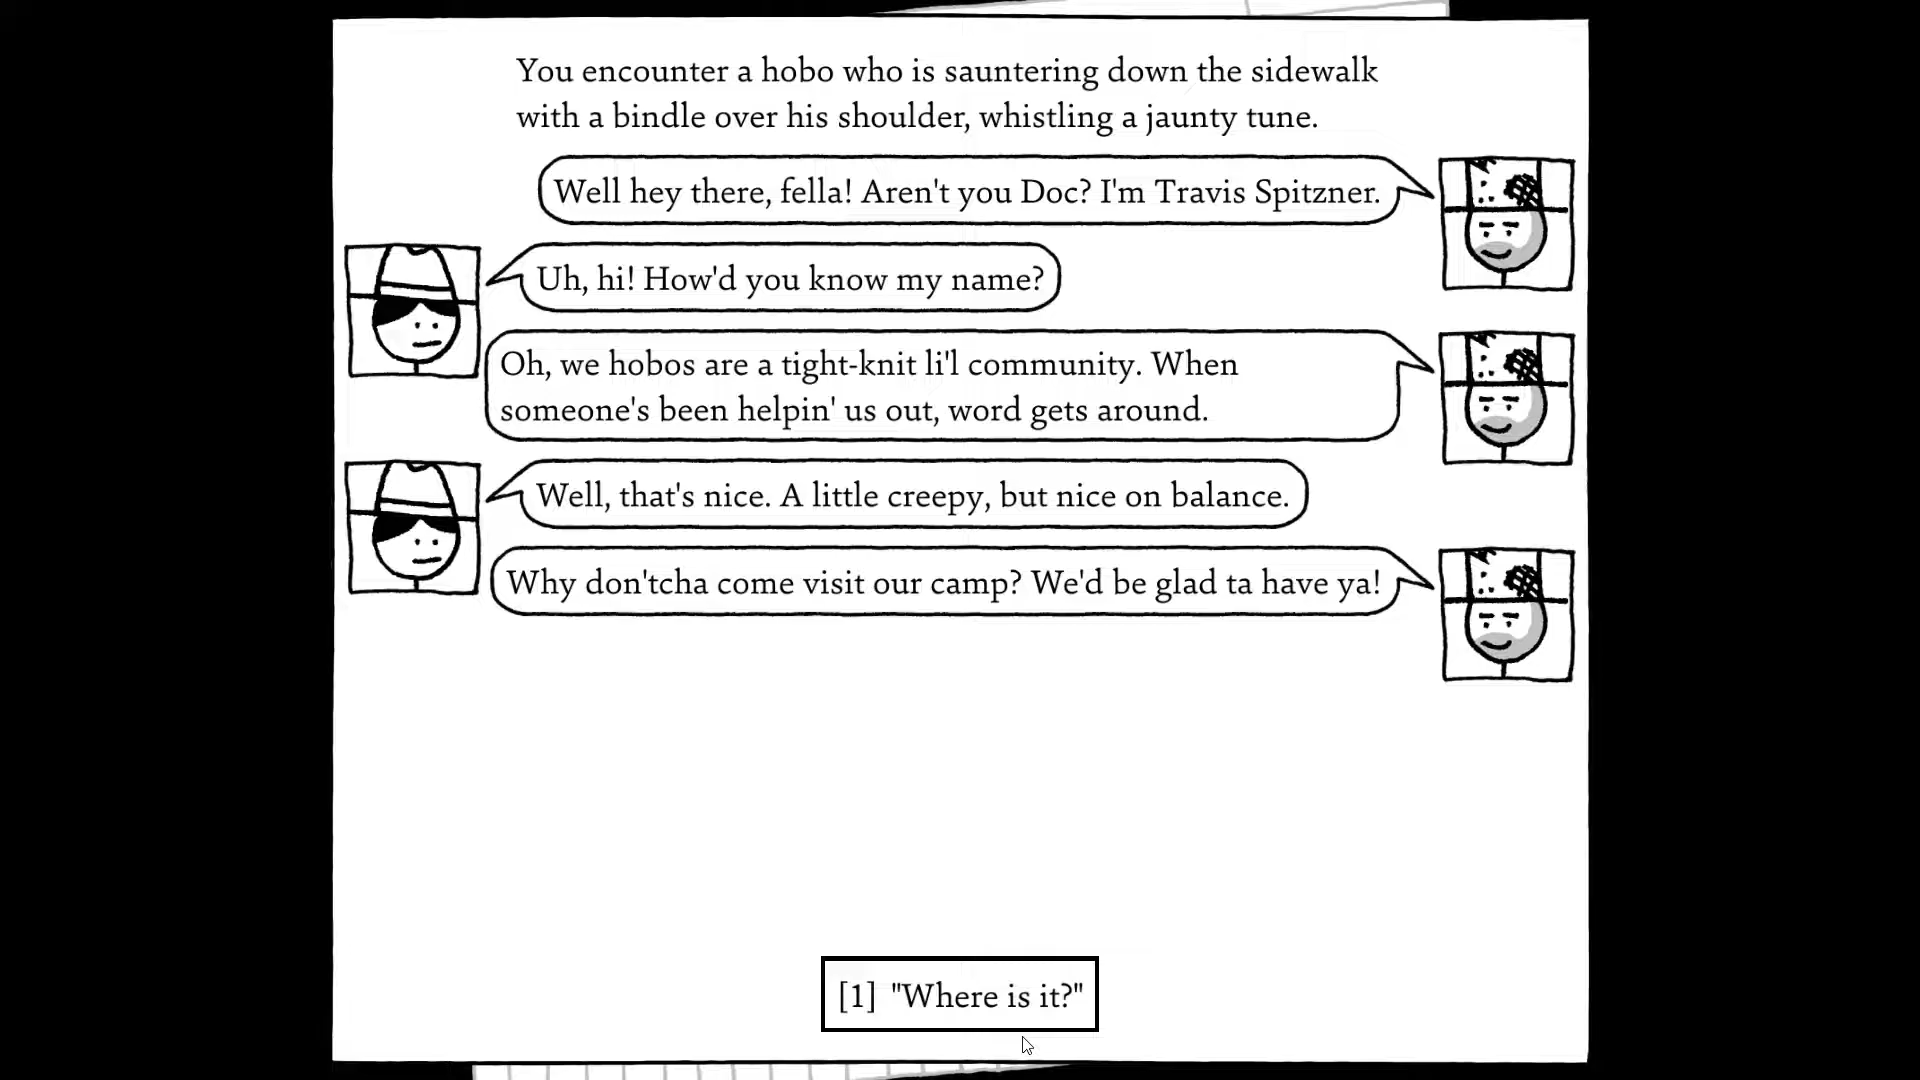 You encounter a hobo who is sauntering down the sidewalk
with a bindle over his shoulder, whistling a jaunty tune.
Well hey there, fella! Aren't you Doc? I'm Travis Spitzner.
Uh, hi! How'd you know my name?
Oh, we hobos are a tight-knit li'l community. When
someone's been helpin' us out, word gets around.
Well, that's nice. A little creepy, but nice on balance.
Why don'tcha come visit our camp? We'd be glad ta have ya!
[1] "Where is it?"